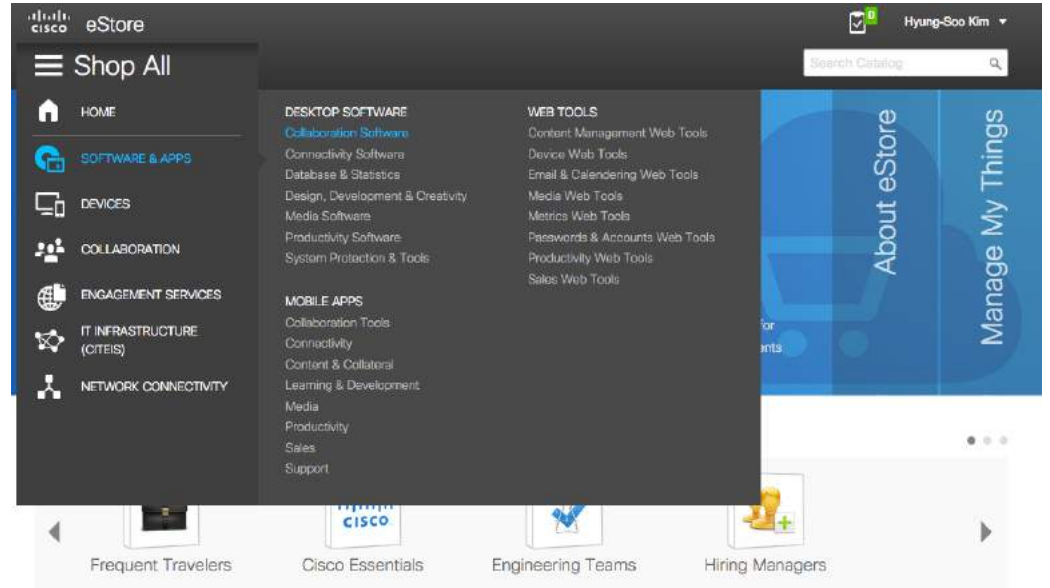 cisco eStore
0
Hyung-Soo Kim
Shop All
Search Catalog
HOME
SOFTWARE & APPS
DEVICES
COLLABORATION
ENGAGEMENT SERVICES
IT INFRASTRUCTURE
(CITEIS)
NETWORK CONNECTIVITY
DESKTOP SOFTWARE
Collaboration Software
Connectivity Software
Database & Statistics
Design, Development & Creativity
Media Software
Productivity Software
System Protection & Tools
MOBILE APPS
Collaboration Tools
Connectivity
Content & Collateral
Learning & Development
Media
Productivity
Sales
Support
WEB TOOLS
Content Management Web Tools
Device Web Tools
Email & Calendering Web Tools
Media Web Tools
Metrics Web Tools
Passwords & Accounts Web Tools
Productivity Web Tools
Sales Web Tools
for
About eStore
Manage My Things
CISCO
Frequent Travelers
Cisco Essentials
Engineering Teams
Hiring Managers